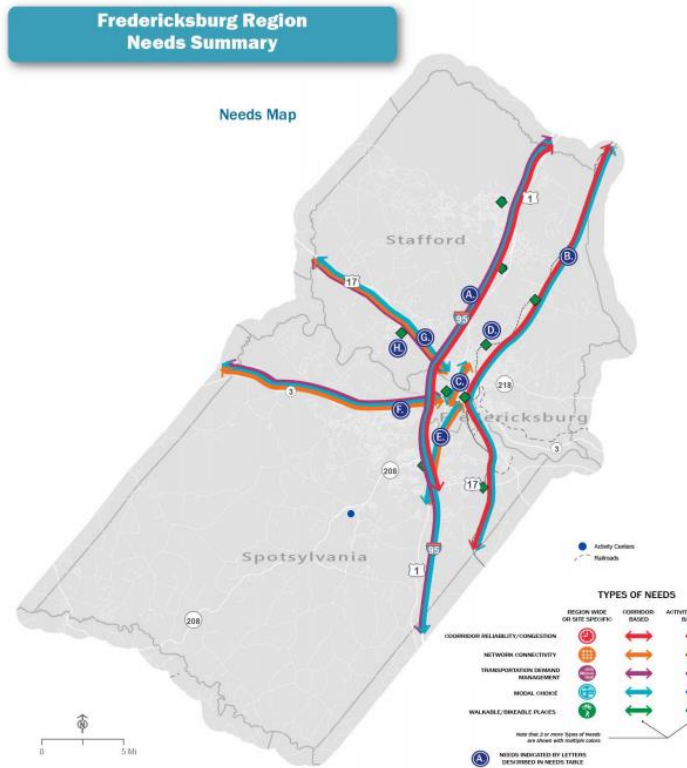 Fredericksburg Region
Needs Summary
Needs Map
1
Stafford
B.
17
A.
95
G.
D.
H.
C.
218
3
F.
Fredericksburg
E.
3
208
17
Spotsylvania
95
1
208
Activity Centers
Railroads
TYPES OF NEEDS
REGION WIDE
OR SITE SPECIFIC
CORRIDOR-
BASED
CORRIDOR RELIABILITY/CONGESTION
NETWORK CONNECTIVITY
TRANSPORTATION DEMAND
MANAGEMENT
MODAL CHOICE
WALKABLE/BIKEABLE PLACES
Note that 2 or more Types of Needs
are shown with multiple colors
N
0 5 Mi
A. NEEDS INDICATED BY LETTERS
DESCRIBED IN NEEDS TABLE